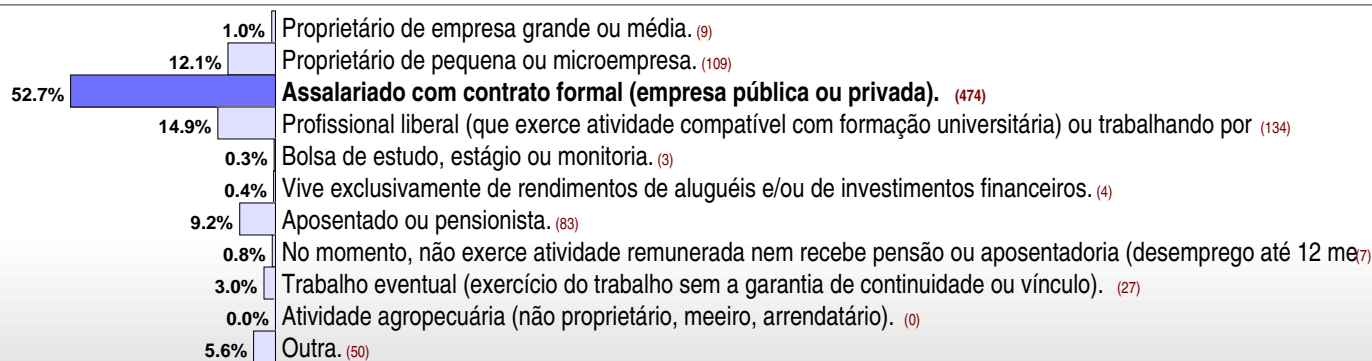 1.0% Proprietário de empresa grande ou média. (9)
12.1% Proprietário de pequena ou microempresa. (109)
52.7% Assalariado com contrato formal (empresa pública ou privada). (474)
14.9% Profissional liberal (que exerce atividade compatível com formação universitária) ou trabalhando por (134)
0.3% Bolsa de estudo, estágio ou monitoria. (3)
0.4% Vive exclusivamente de rendimentos de aluguéis e/ou de investimentos financeiros. (4)
9.2% Aposentado ou pensionista. (83)
0.8% No momento, não exerce atividade remunerada nem recebe pensão ou aposentadoria (desemprego até 12 me(7)
3.0% Trabalho eventual (exercício do trabalho sem a garantia de continuidade ou vínculo). (27)
0.0% Atividade agropecuária (não proprietário, meeiro, arrendatário). (0)
5.6% Outra. (50)